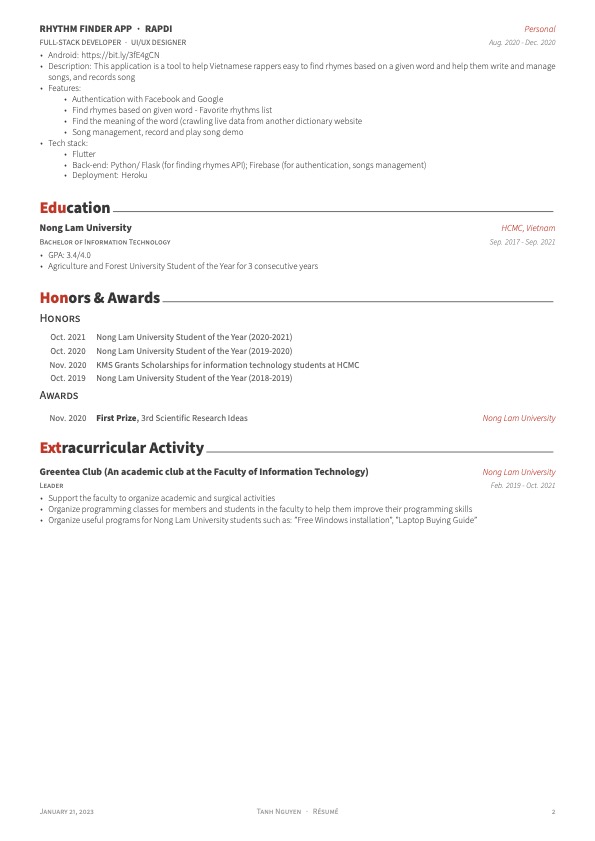 RHYTHM FINDER APP · RAPDI Personal
FULL-STACK DEVELOPER · UI/UX DESIGNER Aug. 2020 - Dec. 2020
• Android: https://bit.ly/3fE4gCN
• Description: This application is a tool to help Vietnamese rappers easy to find rhymes based on a given word and help them write and manage
songs, and records song
• Features:
• Authentication with Facebook and Google
• Find rhymes based on given word - Favorite rhythms list
• Find the meaning of the word (crawling live data from another dictionary website
• Song management, record and play song demo
• Tech stack:
• Flutter
• Back-end: Python/ Flask (for finding rhymes API); Firebase (for authentication, songs management)
• Deployment: Heroku
Education
Nong Lam University HCMC, Vietnam
Bachelor of Information Technology Sep. 2017 - Sep. 2021
• GPA: 3.4/4.0
• Agriculture and Forest University Student of the Year for 3 consecutive years
Honors & Awards
Honors
Oct. 2021 Nong Lam University Student of the Year (2020-2021)
Oct. 2020 Nong Lam University Student of the Year (2019-2020)
Nov. 2020 KMS Grants Scholarships for information technology students at HCMC
Oct. 2019 Nong Lam University Student of the Year (2018-2019)
Awards
Nov. 2020 First Prize, 3rd Scientific Research Ideas Nong Lam University
Extracurricular Activity
Greentea Club (An academic club at the Faculty of Information Technology) Nong Lam University
Leader Feb. 2019 - Oct. 2021
• Support the faculty to organize academic and surgical activities
• Organize programming classes for members and students in the faculty to help them improve their programming skills
• Organize useful programs for Nong Lam University students such as: "Free Windows installation", "Laptop Buying Guide"
January 21, 2023 Tanh Nguyen · Résumé 2